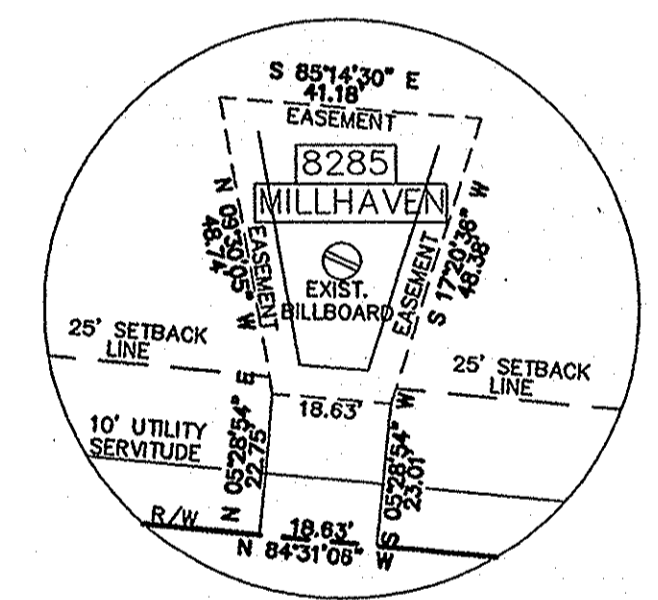 S 85°14'30" E
41.18'
EASEMENT
8285
MILLHAVEN
N 09°30'05" W
48.74'
EASEMENT
S 17°20'36" W
48.38'
EASEMENT
EXIST.
BILLBOARD
25' SETBACK
LINE
25' SETBACK
LINE
18.63'
10' UTILITY
SERVITUDE
N 05°28'54" E
22.75'
S 05°28'54" W
23.01'
R/W
18.63'
N 84°31'06" W